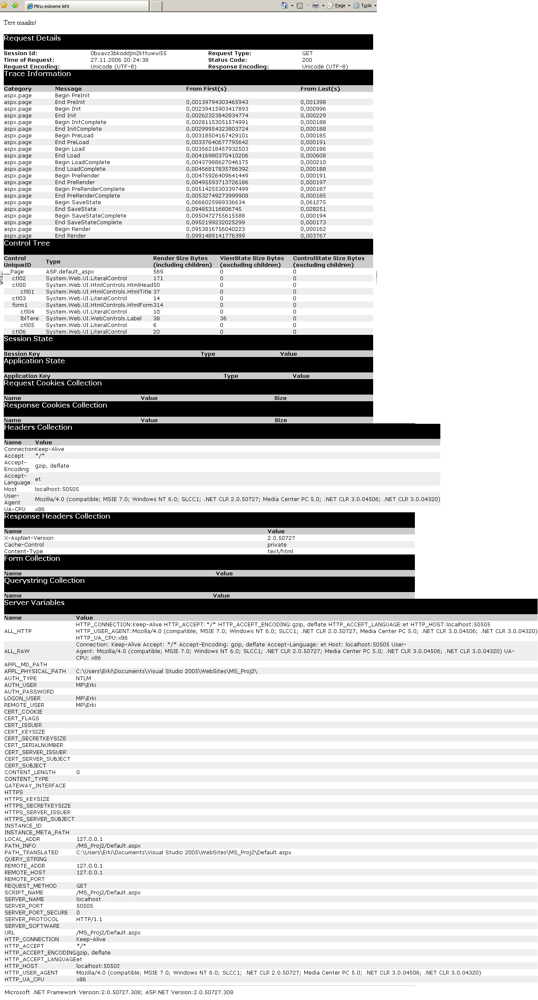 Minu esimene leht
Page
Tools
Tere maailm!
Request Details
Session Id: 0bvavz3bkoddjm2kttuwvi55 Request Type: GET
Time of Request: 27.11.2006 20:24:38 Status Code: 200
Request Encoding: Unicode (UTF-8) Response Encoding: Unicode (UTF-8)
Trace Information
Category Message From First(s) From Last(s)
aspx.page Begin PreInit
aspx.page End PreInit 0,00139794303465943 0,001398
aspx.page Begin Init 0,00239415903417893 0,000996
aspx.page End Init 0,00262323842834774 0,000229
aspx.page Begin InitComplete 0,00281153051574991 0,000188
aspx.page End InitComplete 0,00299954323803724 0,000188
aspx.page Begin PreLoad 0,00318504167429101 0,000185
aspx.page End PreLoad 0,00337640677795642 0,000191
aspx.page Begin Load 0,00356218457932503 0,000186
aspx.page End Load 0,00416980370410206 0,000608
aspx.page Begin LoadComplete 0,00437988627046175 0,000210
aspx.page End LoadComplete 0,00456817835786392 0,000188
aspx.page Begin PreRender 0,00475926409641449 0,000191
aspx.page End PreRender 0,00495593713726186 0,000197
aspx.page Begin PreRenderComplete 0,00514255303397499 0,000187
aspx.page End PreRenderComplete 0,00532749273999908 0,000185
aspx.page Begin SaveState 0,0666025989336634 0,061275
aspx.page End SaveState 0,094853116806745 0,028251
aspx.page Begin SaveStateComplete 0,0950472755615588 0,000194
aspx.page End SaveStateComplete 0,0952199232025299 0,000173
aspx.page Begin Render 0,0953816756040223 0,000162
aspx.page End Render 0,0991489141776399 0,003767
Control Tree
Control UniqueID Type Render Size Bytes (including children) ViewState Size Bytes (excluding children) ControlState Size Bytes (excluding children)
__Page ASP.default_aspx 569 0 0
ctl02 System.Web.UI.LiteralControl 171 0 0
ctl00 System.Web.UI.HtmlControls.HtmlHead 50 0 0
ctl01 System.Web.UI.HtmlControls.HtmlTitle 37 0 0
ctl03 System.Web.UI.LiteralControl 14 0 0
form1 System.Web.UI.HtmlControls.HtmlForm 314 0 0
ctl04 System.Web.UI.LiteralControl 10 0 0
lblTere System.Web.UI.WebControls.Label 38 36 0
ctl05 System.Web.UI.LiteralControl 6 0 0
ctl06 System.Web.UI.LiteralControl 20 0 0
Session State
Session Key Type Value
Application State
Application Key Type Value
Request Cookies Collection
Name Value Size
Response Cookies Collection
Name Value Size
Headers Collection
Name Value
Connection Keep-Alive
Accept */*
Accept-Encoding gzip, deflate
Accept-Language et
Host localhost:50505
User-Agent Mozilla/4.0 (compatible; MSIE 7.0; Windows NT 6.0; SLCC1; .NET CLR 2.0.50727; Media Center PC 5.0; .NET CLR 3.0.04506; .NET CLR 3.0.04320)
UA-CPU x86
Response Headers Collection
Name Value
X-AspNet-Version 2.0.50727
Cache-Control private
Content-Type text/html
Form Collection
Name Value
Querystring Collection
Name Value
Server Variables
Name Value
ALL_HTTP HTTP_CONNECTION:Keep-Alive HTTP_ACCEPT:*/* HTTP_ACCEPT_ENCODING:gzip, deflate HTTP_ACCEPT_LANGUAGE:et HTTP_HOST:localhost:50505
HTTP_USER_AGENT:Mozilla/4.0 (compatible; MSIE 7.0; Windows NT 6.0; SLCC1; .NET CLR 2.0.50727; Media Center PC 5.0; .NET CLR 3.0.04506; .NET CLR 3.0.04320)
HTTP_UA_CPU:x86
ALL_RAW Connection: Keep-Alive Accept: */* Accept-Encoding: gzip, deflate Accept-Language: et Host: localhost:50505 User-
Agent: Mozilla/4.0 (compatible; MSIE 7.0; Windows NT 6.0; SLCC1; .NET CLR 2.0.50727; Media Center PC 5.0; .NET CLR 3.0.04506; .NET CLR 3.0.04320) UA-
CPU: x86
APPL_MD_PATH
APPL_PHYSICAL_PATH C:\Users\Erki\Documents\Visual Studio 2005\WebSites\MS_Proj2\
AUTH_TYPE NTLM
AUTH_USER MP\Erki
AUTH_PASSWORD
LOGON_USER MP\Erki
REMOTE_USER MP\Erki
CERT_COOKIE
CERT_FLAGS
CERT_ISSUER
CERT_KEYSIZE
CERT_SECRETKEYSIZE
CERT_SERIALNUMBER
CERT_SERVER_ISSUER
CERT_SERVER_SUBJECT
CERT_SUBJECT
CONTENT_LENGTH 0
CONTENT_TYPE
GATEWAY_INTERFACE
HTTPS
HTTPS_KEYSIZE
HTTPS_SECRETKEYSIZE
HTTPS_SERVER_ISSUER
HTTPS_SERVER_SUBJECT
INSTANCE_ID
INSTANCE_META_PATH
LOCAL_ADDR 127.0.0.1
PATH_INFO /MS_Proj2/Default.aspx
PATH_TRANSLATED C:\Users\Erki\Documents\Visual Studio 2005\WebSites\MS_Proj2\Default.aspx
QUERY_STRING
REMOTE_ADDR 127.0.0.1
REMOTE_HOST 127.0.0.1
REMOTE_PORT
REQUEST_METHOD GET
SCRIPT_NAME /MS_Proj2/Default.aspx
SERVER_NAME localhost
SERVER_PORT 50505
SERVER_PORT_SECURE 0
SERVER_PROTOCOL HTTP/1.1
SERVER_SOFTWARE
URL /MS_Proj2/Default.aspx
HTTP_CONNECTION Keep-Alive
HTTP_ACCEPT */*
HTTP_ACCEPT_ENCODING gzip, deflate
HTTP_ACCEPT_LANGUAGE et
HTTP_HOST localhost:50505
HTTP_USER_AGENT Mozilla/4.0 (compatible; MSIE 7.0; Windows NT 6.0; SLCC1; .NET CLR 2.0.50727; Media Center PC 5.0; .NET CLR 3.0.04506; .NET CLR 3.0.04320)
HTTP_UA_CPU x86
Microsoft .NET Framework Version:2.0.50727.308; ASP.NET Version:2.0.50727.308